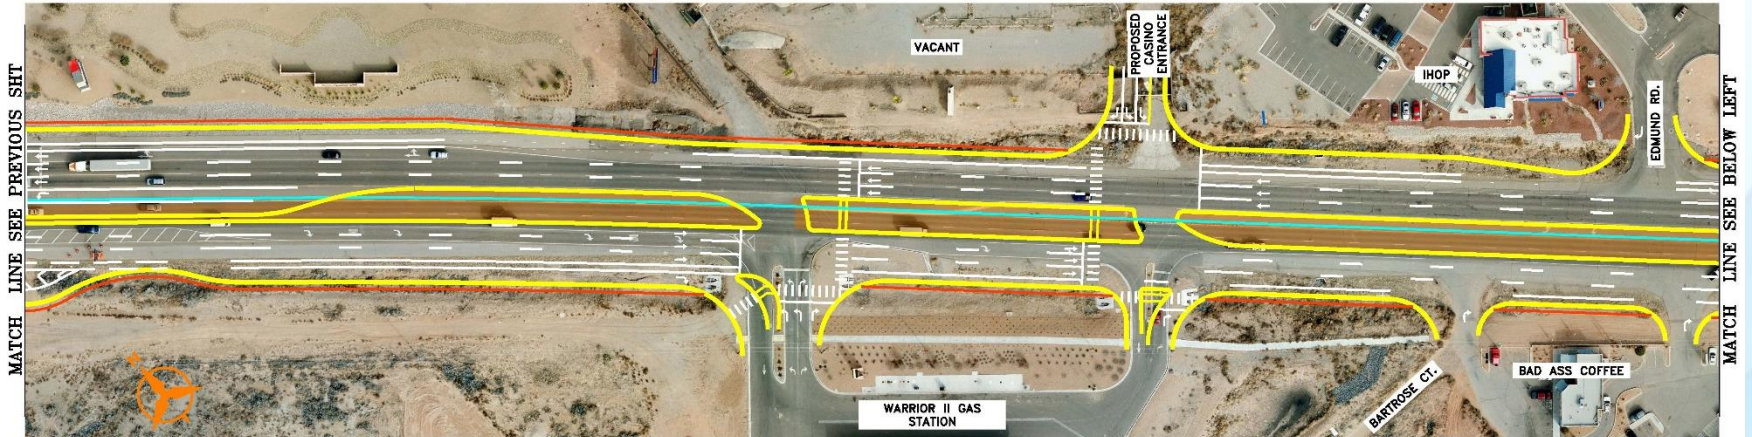 MATCH LINE SEE PREVIOUS SHT
VACANT
PROPOSED
CASINO
ENTRANCE
IHOP
EDMUND RD.
MATCH LINE SEE BELOW LEFT
WARRIOR II GAS
STATION
BARTROSE CT.
BAD ASS COFFEE